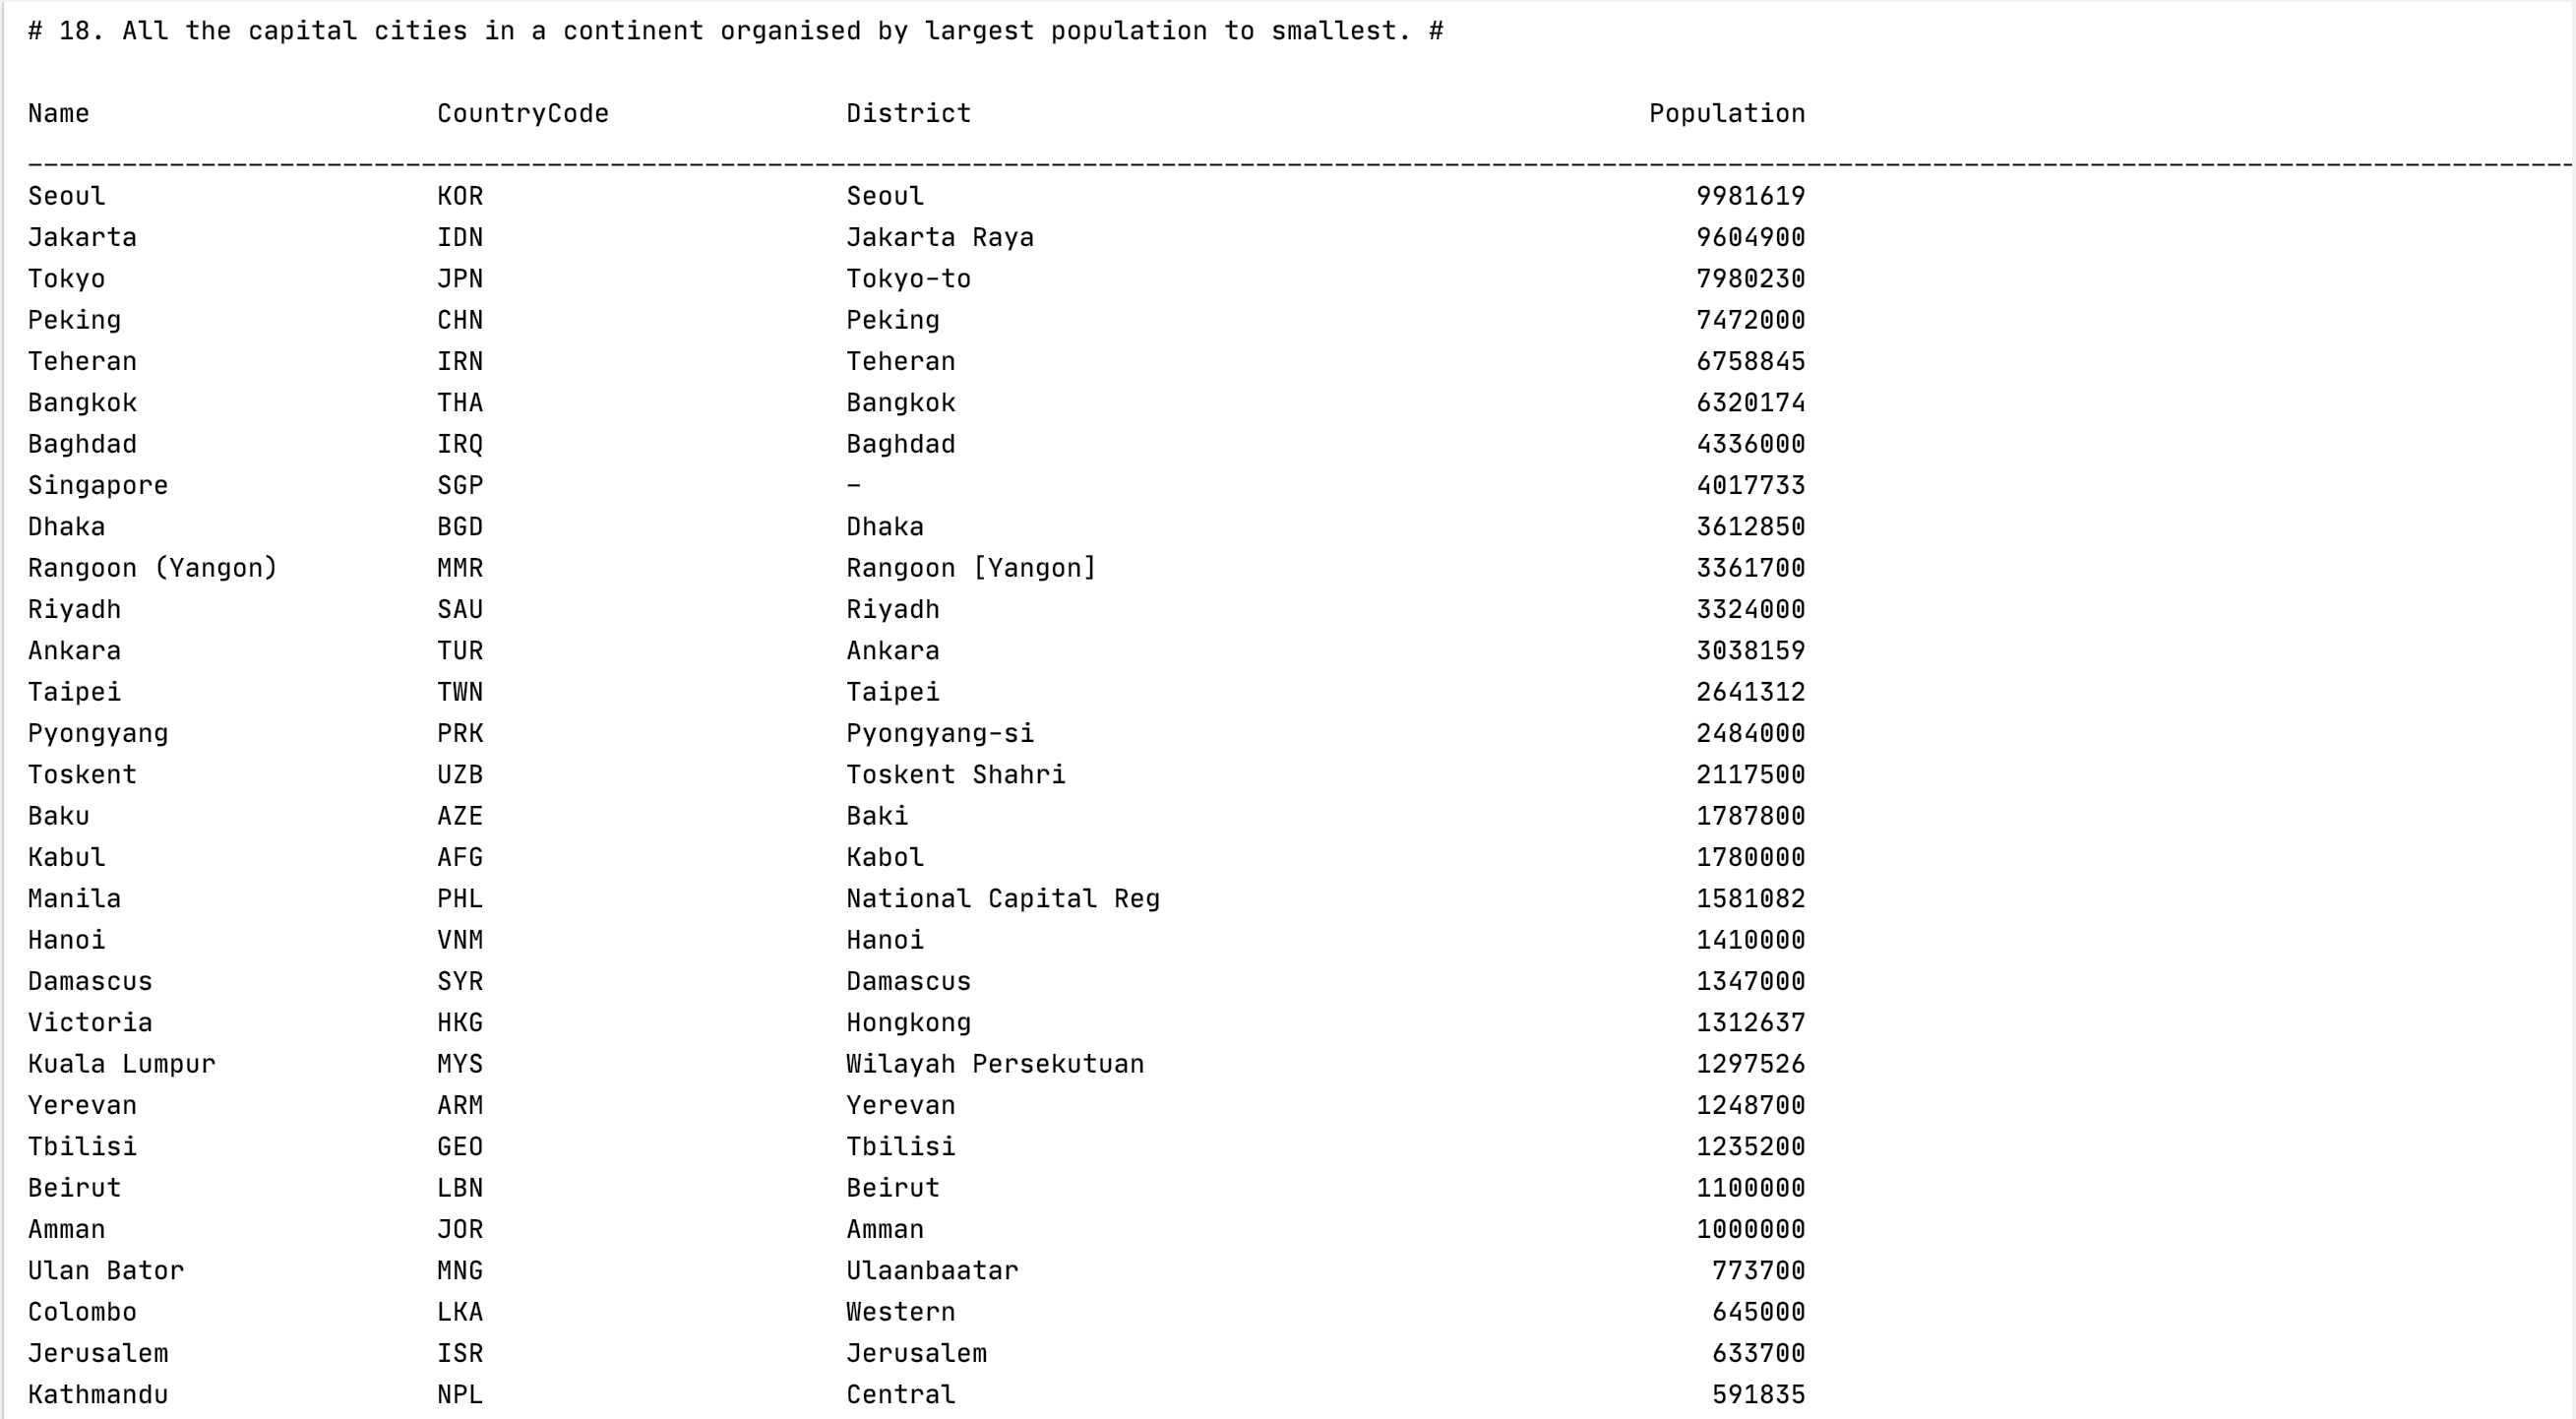 # 18. All the capital cities in a continent organised by largest population to smallest. #
Name CountryCode District Population
Seoul KOR Seoul 9981619
Jakarta IDN Jakarta Raya 9604900
Tokyo JPN Tokyo-to 7980230
Peking CHN Peking 7472000
Teheran IRN Teheran 6758845
Bangkok THA Bangkok 6320174
Baghdad IRQ Baghdad 4336000
Singapore SGP – 4017733
Dhaka BGD Dhaka 3612850
Rangoon (Yangon) MMR Rangoon [Yangon] 3361700
Riyadh SAU Riyadh 3324000
Ankara TUR Ankara 3038159
Taipei TWN Taipei 2641312
Pyongyang PRK Pyongyang-si 2484000
Toskent UZB Toskent Shahri 2117500
Baku AZE Baki 1787800
Kabul AFG Kabol 1780000
Manila PHL National Capital Reg 1581082
Hanoi VNM Hanoi 1410000
Damascus SYR Damascus 1347000
Victoria HKG Hongkong 1312637
Kuala Lumpur MYS Wilayah Persekutuan 1297526
Yerevan ARM Yerevan 1248700
Tbilisi GEO Tbilisi 1235200
Beirut LBN Beirut 1100000
Amman JOR Amman 1000000
Ulan Bator MNG Ulaanbaatar 773700
Colombo LKA Western 645000
Jerusalem ISR Jerusalem 633700
Kathmandu NPL Central 591835